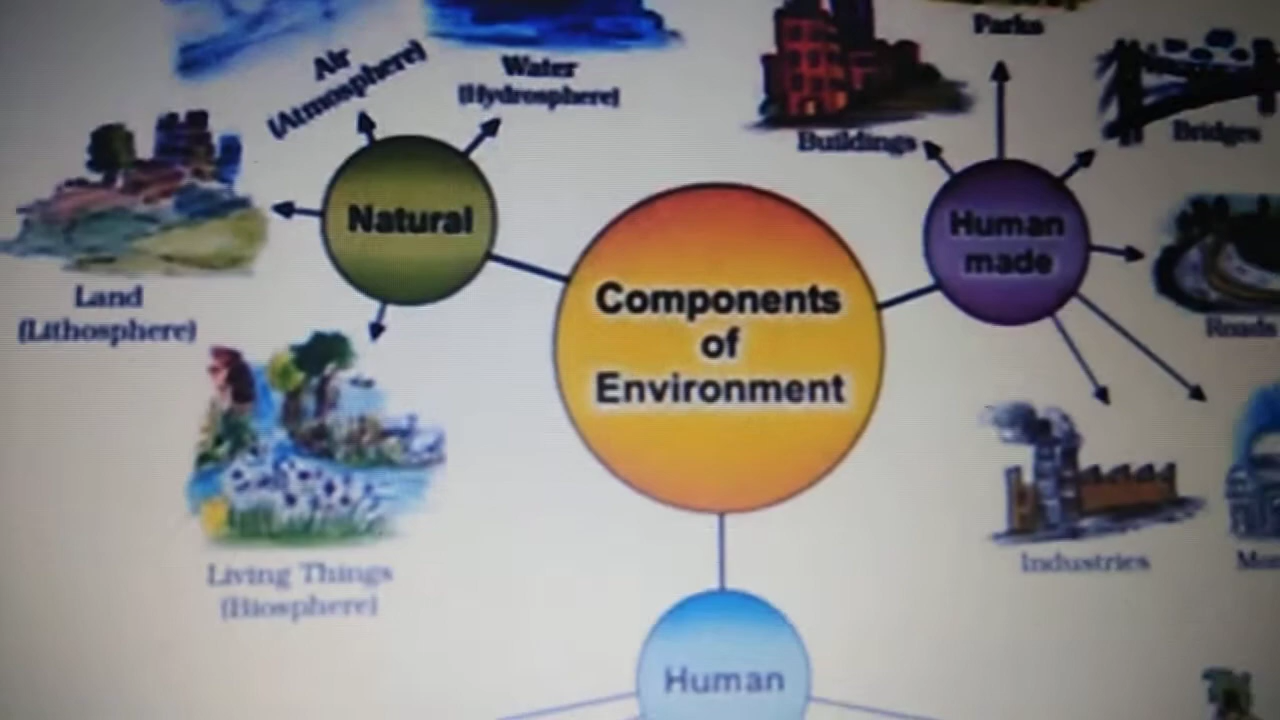 Air
(Atmosphere)
Water
(Hydrosphere)
Parks
Buildings
Bridges
Natural
Human
made
Land
(Lithosphere)
Components
of
Environment
Roads
Industries
Living Things
(Biosphere)
Human